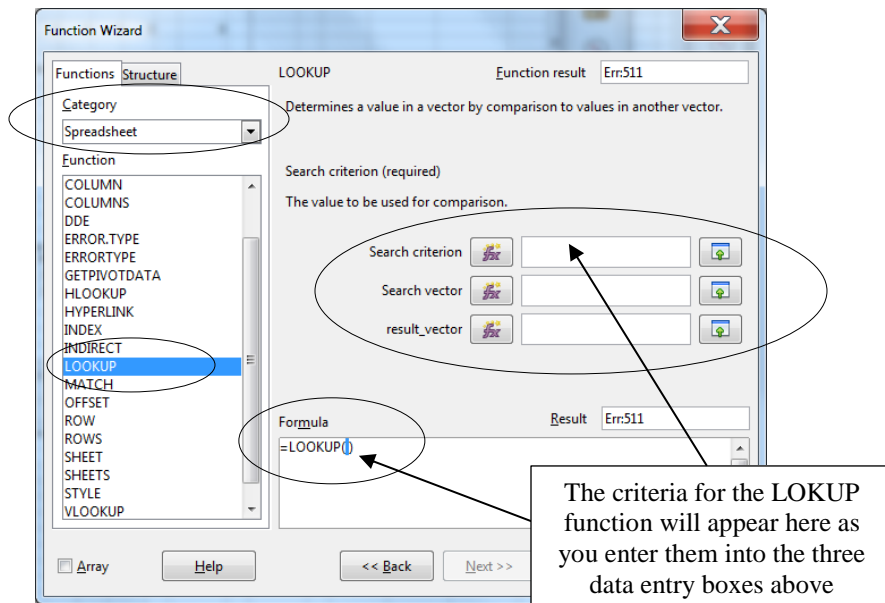 Function Wizard
Functions Structure
Category
Spreadsheet
Function
COLUMN
COLUMNS
DDE
ERROR.TYPE
ERRORTYPE
GETPIVOTDATA
HLOOKUP
HYPERLINK
INDEX
INDIRECT
LOOKUP
MATCH
OFFSET
ROW
ROWS
SHEET
SHEETS
STYLE
VLOOKUP
Array
Help
LOOKUP
Function result Err:511
Determines a value in a vector by comparison to values in another vector.
Search criterion (required)
The value to be used for comparison.
Search criterion
Search vector
result_vector
Formula
Result Err:511
=LOOKUP()
<< Back
Next >>
The criteria for the LOKUP
function will appear here as
you enter them into the three
data entry boxes above